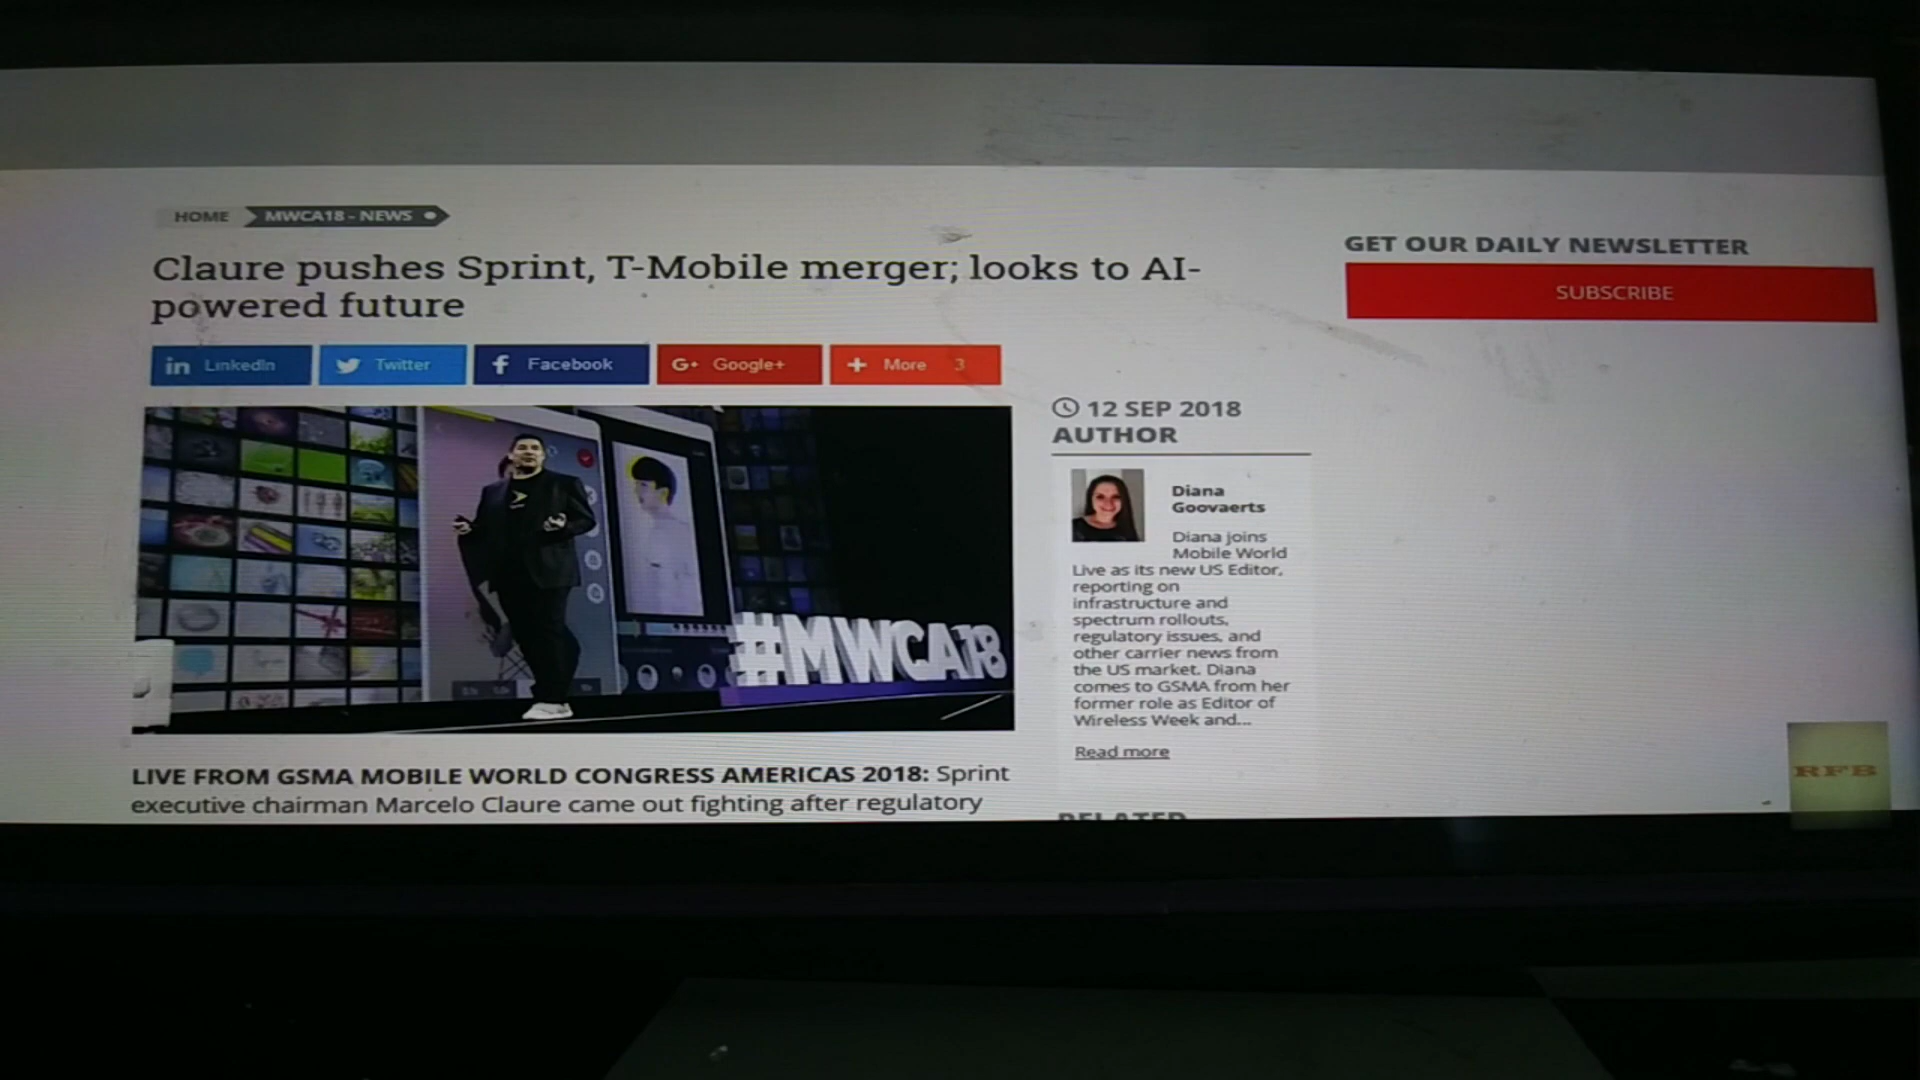 HOME MWCA18 - NEWS
Claure pushes Sprint, T-Mobile merger; looks to AI-
powered future
in LinkedIn Twitter f Facebook G+ Google+ + More 3
GET OUR DAILY NEWSLETTER
SUBSCRIBE
#MWCA18
12 SEP 2018
AUTHOR
Diana
Goovaerts
Diana joins
Mobile World
Live as its new US Editor,
reporting on
infrastructure and
spectrum rollouts,
regulatory issues, and
other carrier news from
the US market. Diana
comes to GSMA from her
former role as Editor of
Wireless Week and...
Read more
LIVE FROM GSMA MOBILE WORLD CONGRESS AMERICAS 2018: Sprint
executive chairman Marcelo Claure came out fighting after regulatory
RELATED
RFB